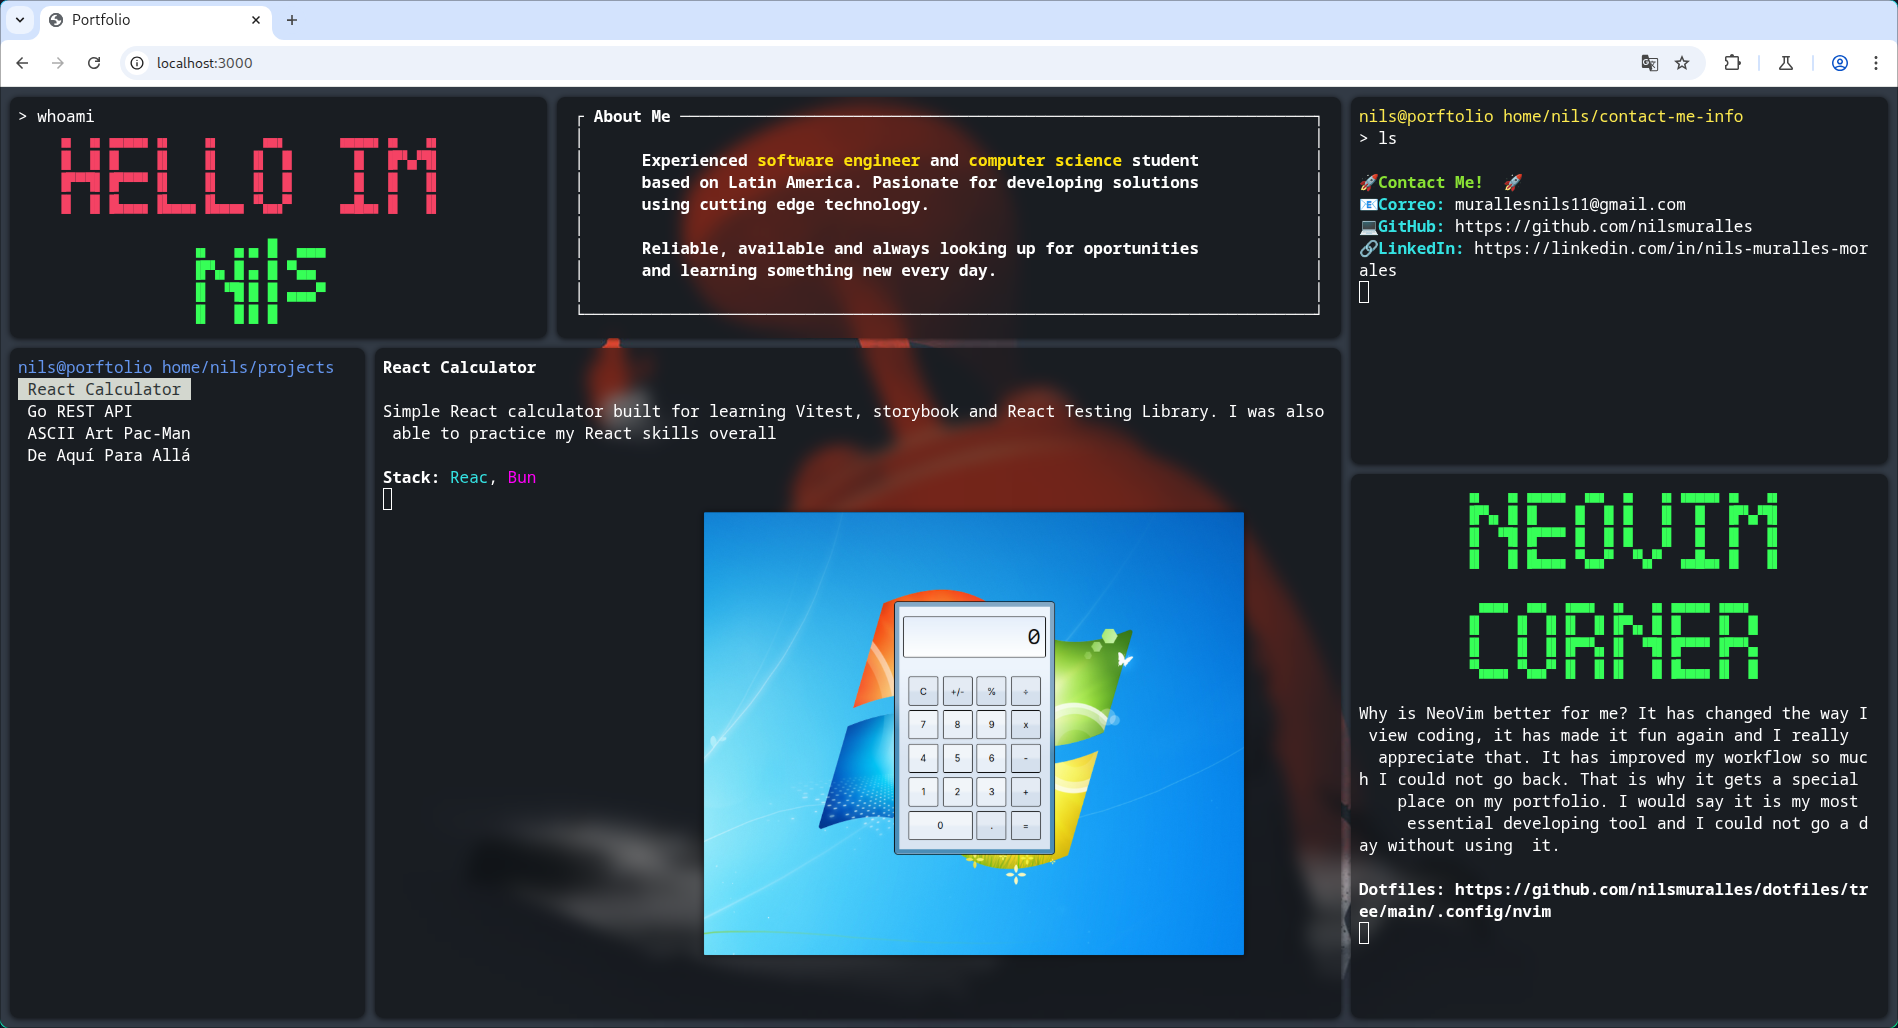 Portfolio
localhost:3000
> whoami
HELLO IM
Nils
About Me
Experienced software engineer and computer science student
based on Latin America. Pasionate for developing solutions
using cutting edge technology.
Reliable, available and always looking up for oportunities
and learning something new every day.
nils@porftolio home/nils/contact-me-info
> ls
🚀Contact Me! 🚀
📧Correo: murallesnils11@gmail.com
💻GitHub: https://github.com/nilsmuralles
🔗LinkedIn: https://linkedin.com/in/nils-muralles-mor
ales
nils@porftolio home/nils/projects
React Calculator
Go REST API
ASCII Art Pac-Man
De Aquí Para Allá
React Calculator
Simple React calculator built for learning Vitest, storybook and React Testing Library. I was also
able to practice my React skills overall
Stack: Reac, Bun
0
C +/- % ÷
7 8 9 x
4 5 6 -
1 2 3 +
0 . =
NEOVIM
CORNER
Why is NeoVim better for me? It has changed the way I
view coding, it has made it fun again and I really
appreciate that. It has improved my workflow so muc
h I could not go back. That is why it gets a special
place on my portfolio. I would say it is my most
essential developing tool and I could not go a d
ay without using  it.
Dotfiles: https://github.com/nilsmuralles/dotfiles/tr
ee/main/.config/nvim